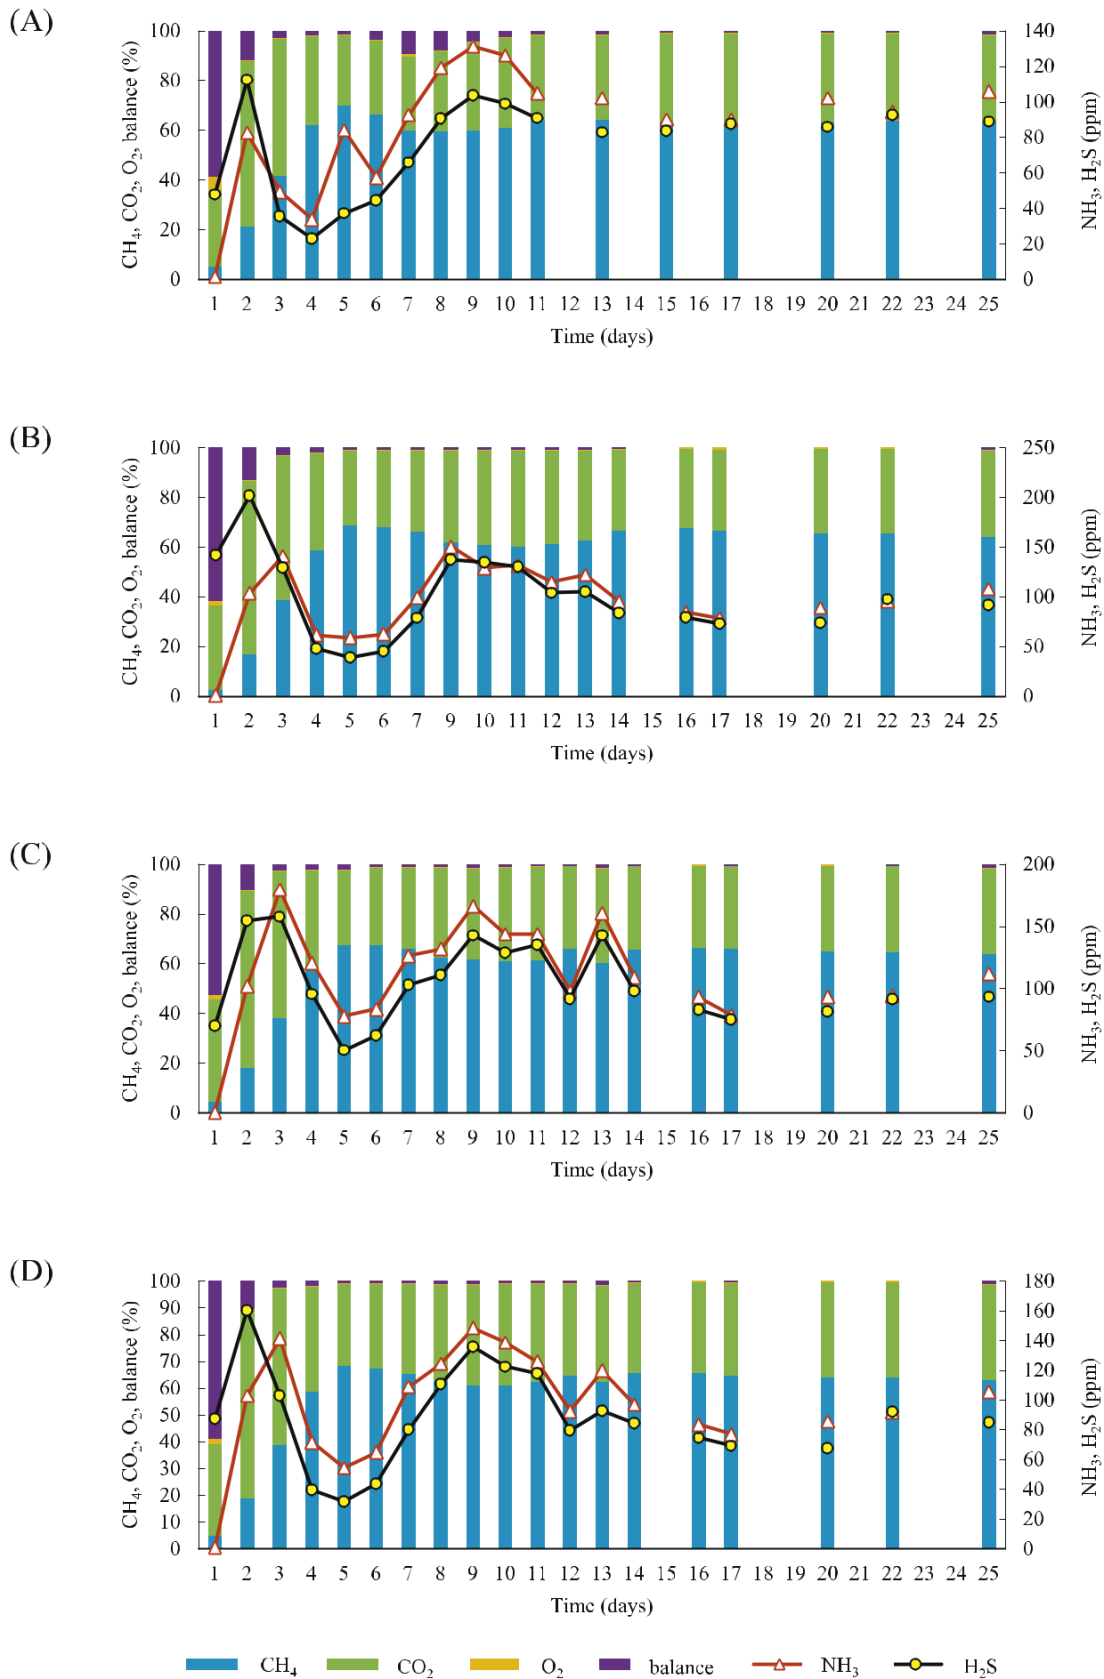 (A)
100 140
80 120
60 100
40 80
20 60
0 40
20
0
CH₄, CO₂, O₂, balance (%)
NH₃, H₂S (ppm)
1 2 3 4 5 6 7 8 9 10 11 12 13 14 15 16 17 18 19 20 21 22 23 24 25
Time (days)
(B)
100 250
80 200
60 150
40 100
20 50
0 0
CH₄, CO₂, O₂, balance (%)
NH₃, H₂S (ppm)
1 2 3 4 5 6 7 9 10 11 12 13 14 15 16 17 18 19 20 21 22 23 24 25
Time (days)
(C)
100 200
80 150
60 100
40 50
20 0
0
CH₄, CO₂, O₂, balance (%)
NH₃, H₂S (ppm)
1 2 3 4 5 6 7 8 9 10 11 12 13 14 15 16 17 18 19 20 21 22 23 24 25
Time (days)
(D)
100 180
90 160
80 140
70 120
60 100
50 80
40 60
30 40
20 20
10 0
0
CH₄, CO₂, O₂, balance (%)
NH₃, H₂S (ppm)
1 2 3 4 5 6 7 8 9 10 11 12 13 14 15 16 17 18 19 20 21 22 23 24 25
Time (days)
CH₄ CO₂ O₂ balance NH₃ H₂S